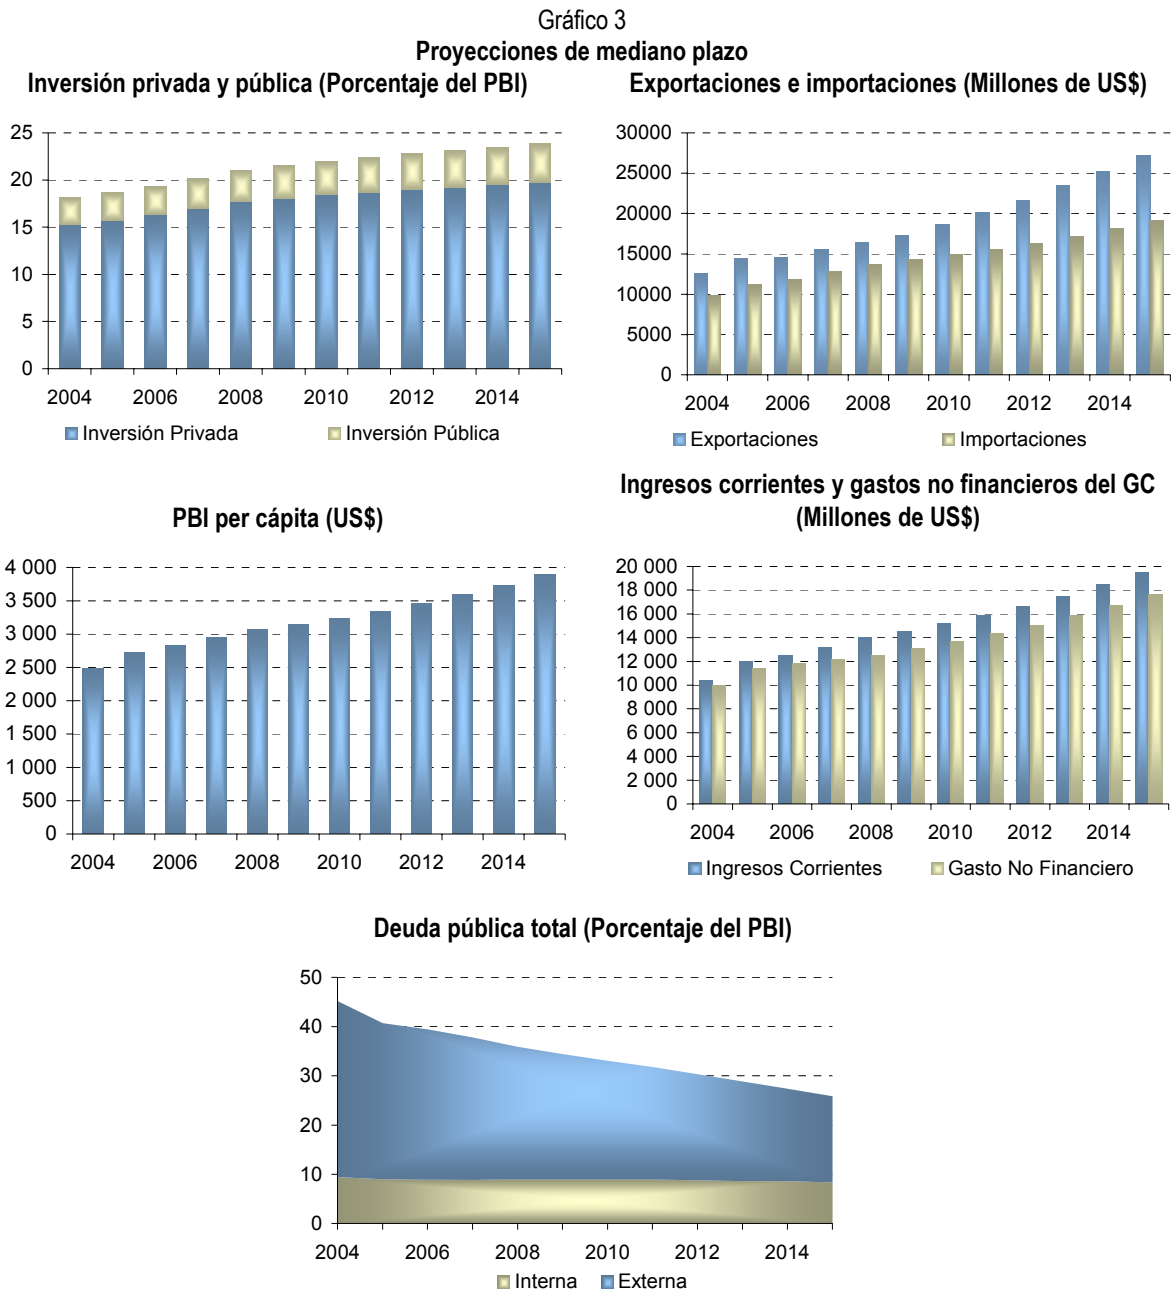 Gráfico 3
Proyecciones de mediano plazo
Inversión privada y pública (Porcentaje del PBI)
25
20
15
10
5
0
2004 2006 2008 2010 2012 2014
Inversión Privada Inversión Pública
Exportaciones e importaciones (Millones de US$)
30000
25000
20000
15000
10000
5000
0
2004 2006 2008 2010 2012 2014
Exportaciones Importaciones
PBI per cápita (US$)
4 000
3 500
3 000
2 500
2 000
1 500
1 000
500
0
2004 2006 2008 2010 2012 2014
Ingresos corrientes y gastos no financieros del GC
(Millones de US$)
20 000
18 000
16 000
14 000
12 000
10 000
8 000
6 000
4 000
2 000
0
2004 2006 2008 2010 2012 2014
Ingresos Corrientes Gasto No Financiero
Deuda pública total (Porcentaje del PBI)
50
40
30
20
10
0
2004 2006 2008 2010 2012 2014
Interna Externa